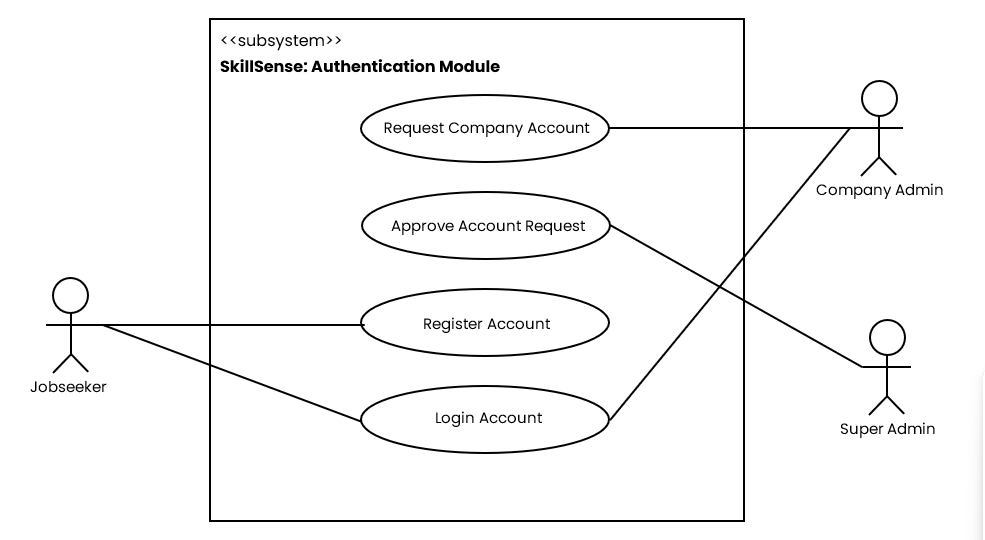 <<subsystem>>
SkillSense: Authentication Module
Request Company Account
Company Admin
Approve Account Request
Register Account
Jobseeker
Login Account
Super Admin